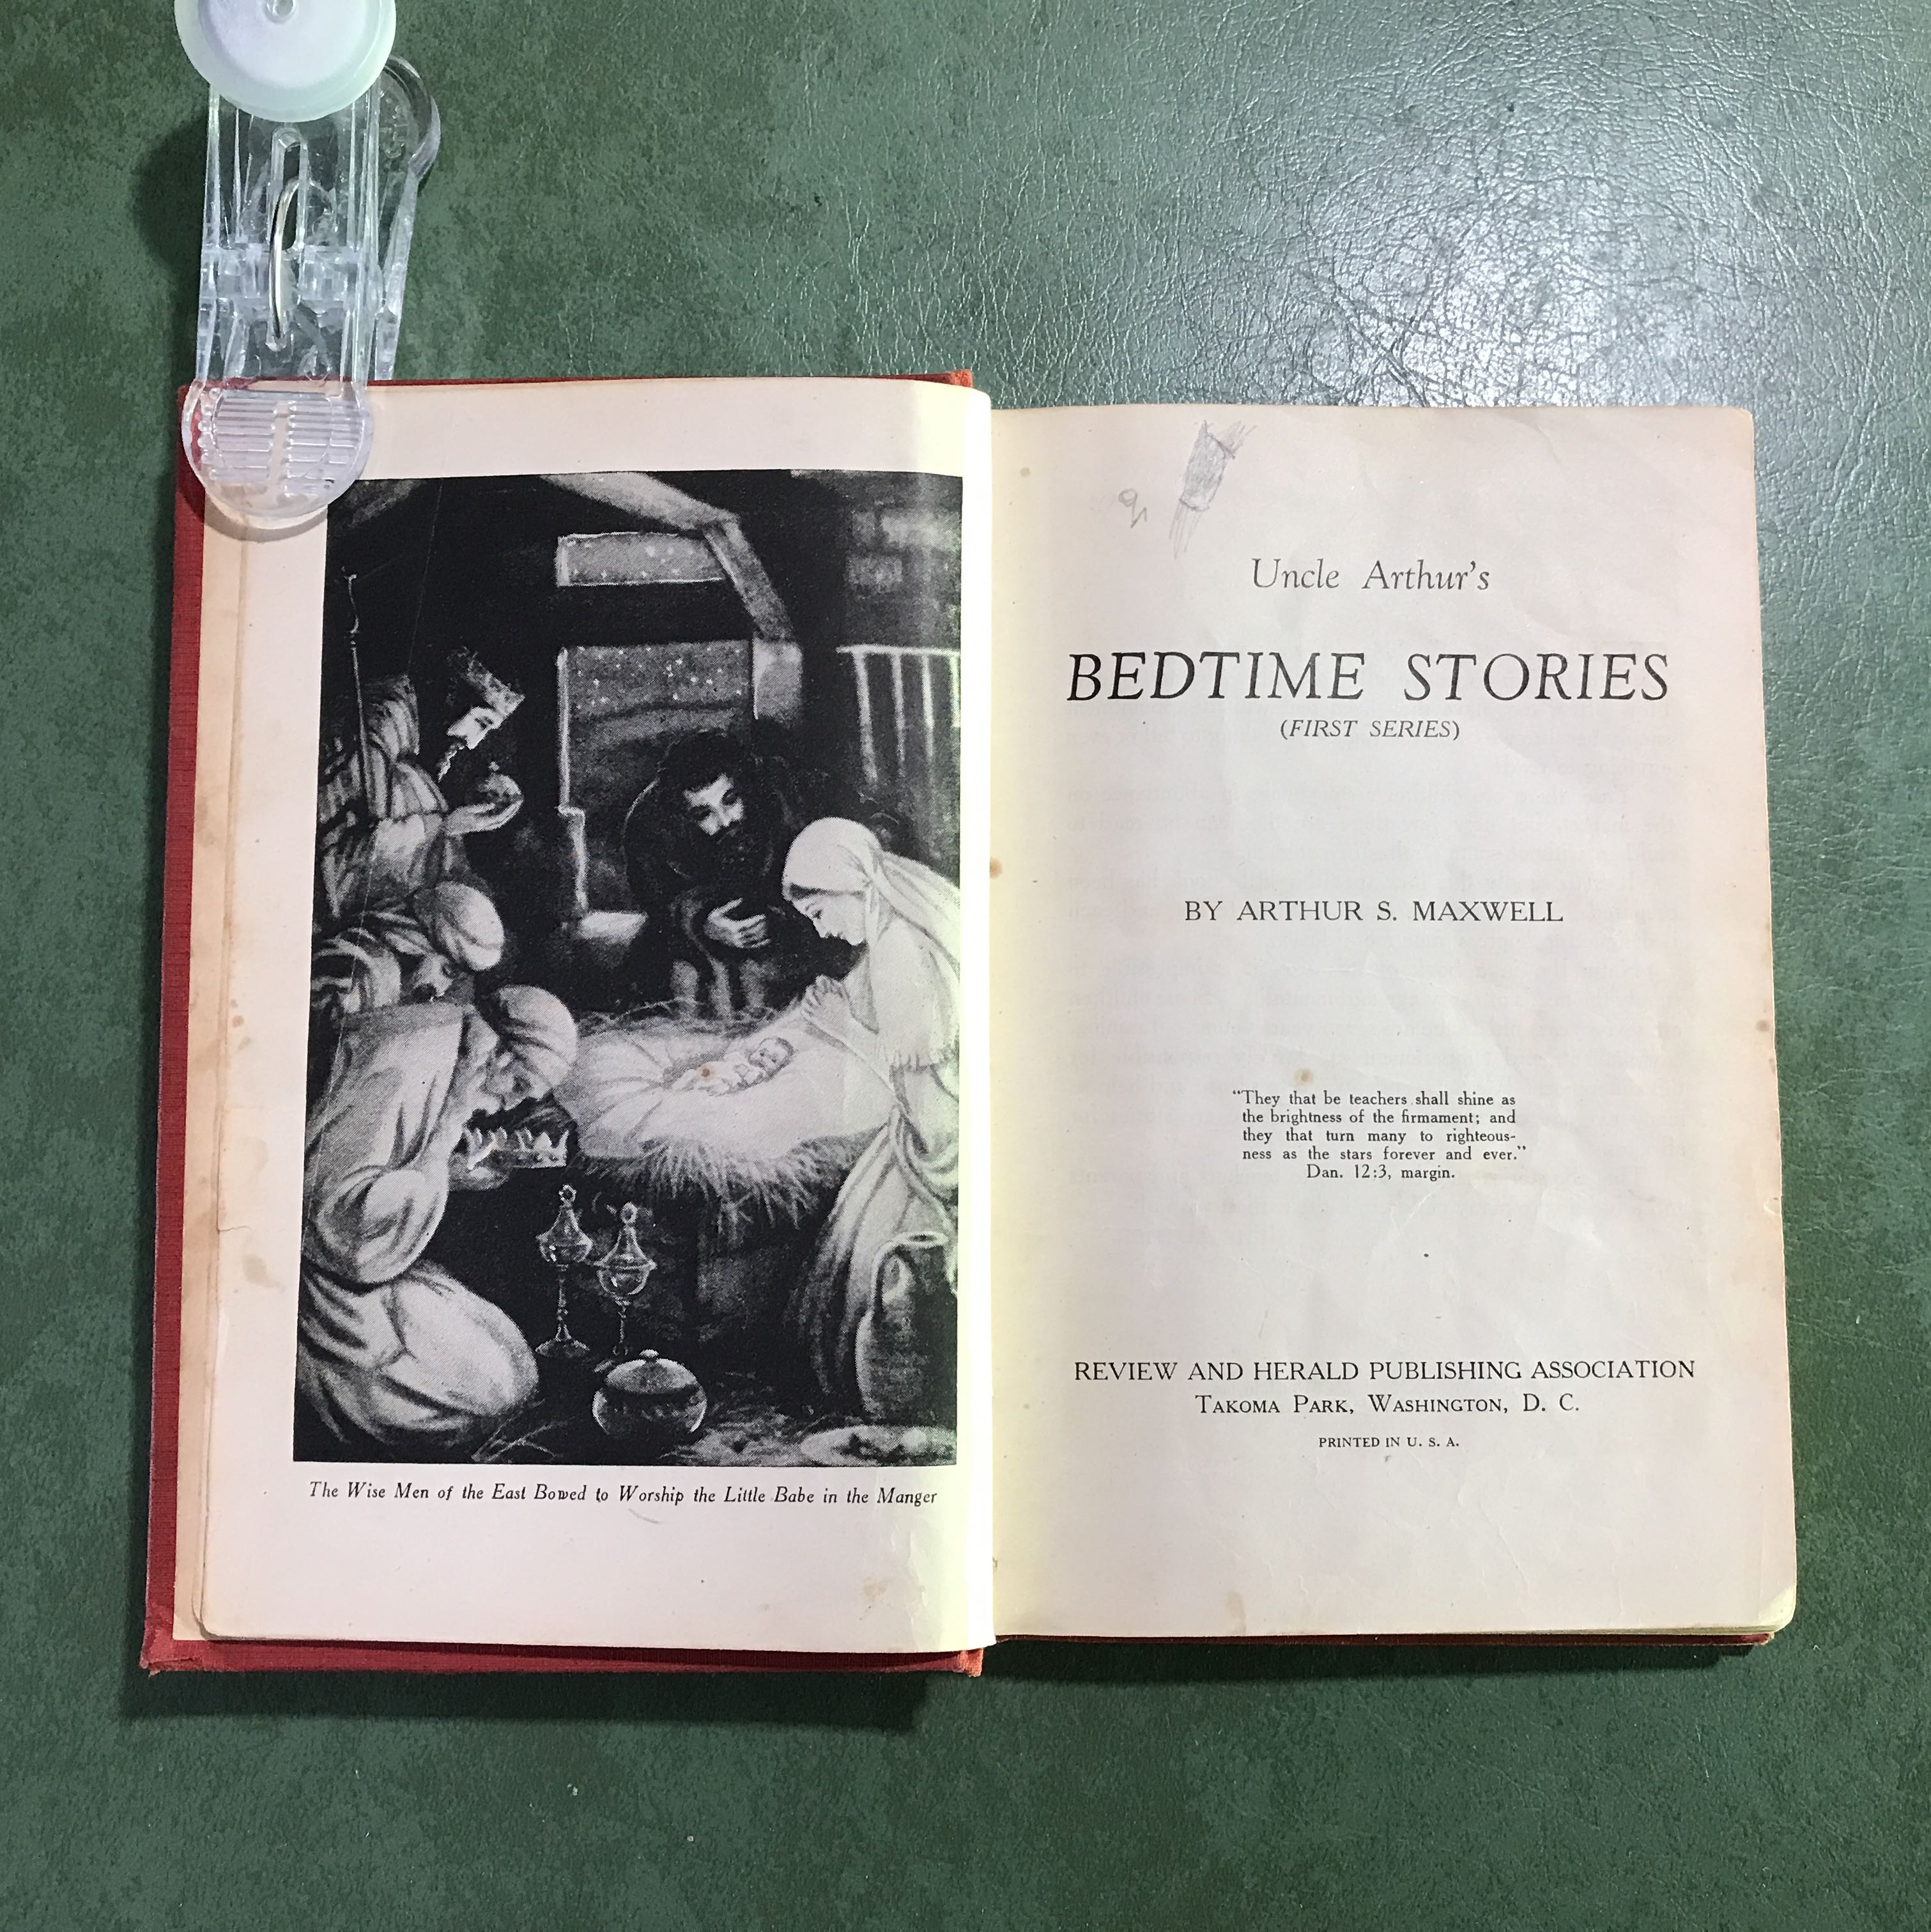 The Wise Men of the East Bowed to Worship the Little Babe in the Manger
Uncle Arthur's
BEDTIME STORIES
(FIRST SERIES)
BY ARTHUR S. MAXWELL
"They that be teachers shall shine as
the brightness of the firmament; and
they that turn many to righteous-
ness as the stars forever and ever."
Dan. 12:3, margin.
REVIEW AND HERALD PUBLISHING ASSOCIATION
TAKOMA PARK, WASHINGTON, D. C.
PRINTED IN U. S. A.